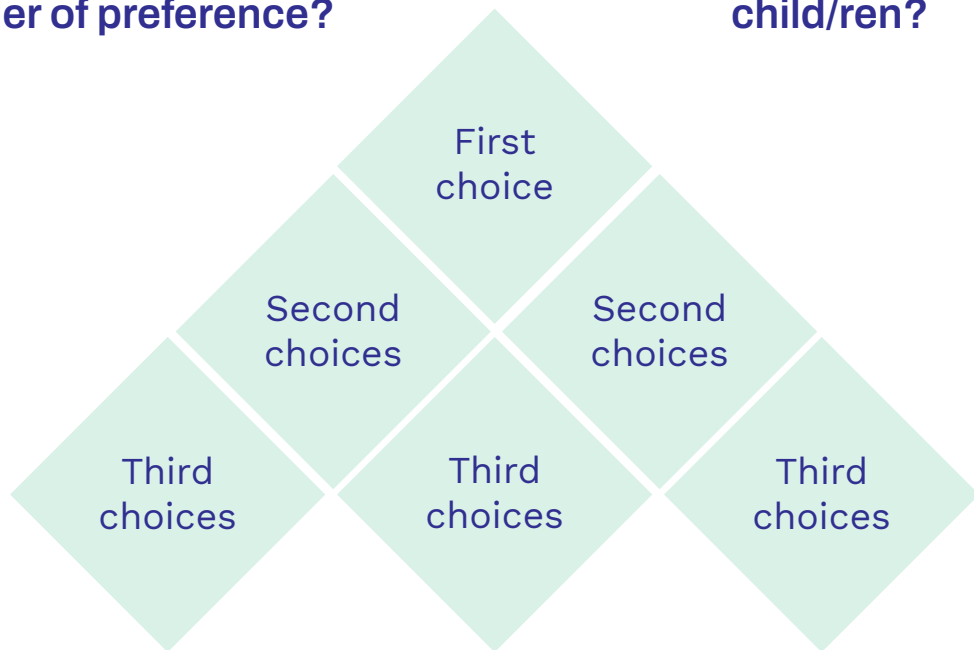 er of preference?
child/ren?
First
choice
Second
choices
Second
choices
Third
choices
Third
choices
Third
choices